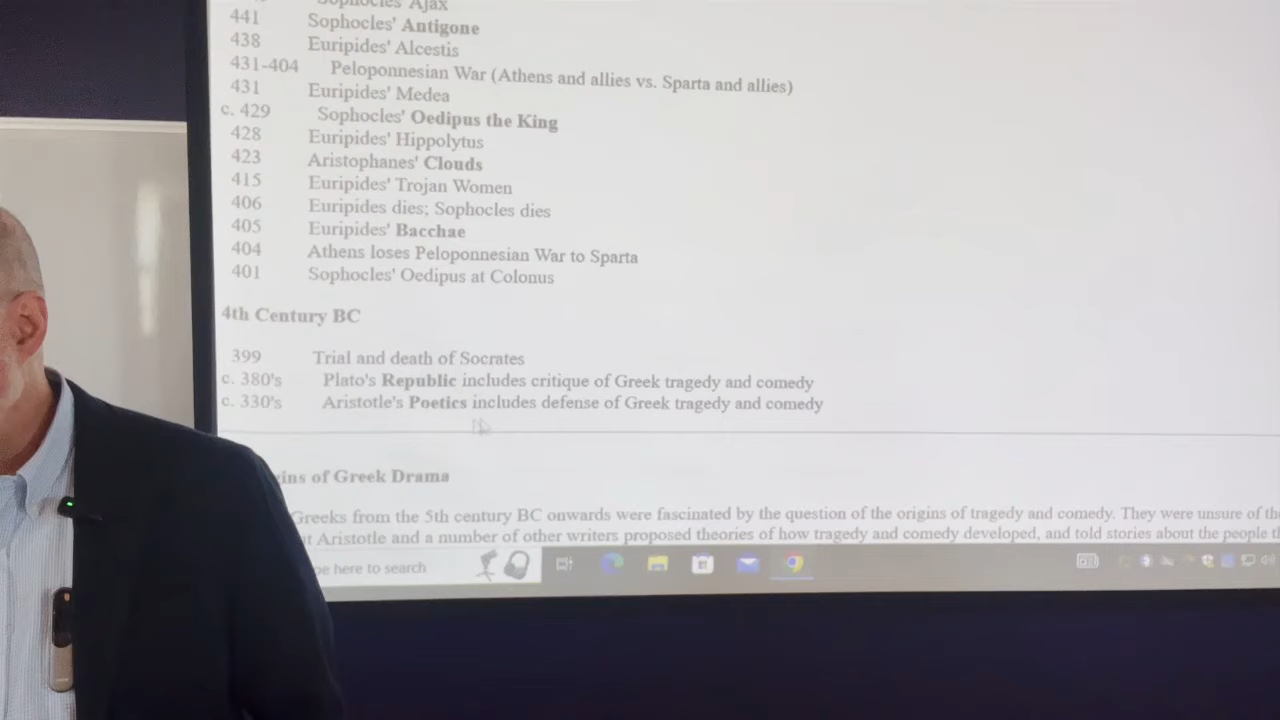 Sophocles' Ajax
441 Sophocles' Antigone
438 Euripides' Alcestis
431-404 Peloponnesian War (Athens and allies vs. Sparta and allies)
431 Euripides' Medea
c. 429 Sophocles' Oedipus the King
428 Euripides' Hippolytus
423 Aristophanes' Clouds
415 Euripides' Trojan Women
406 Euripides dies; Sophocles dies
405 Euripides' Bacchae
404 Athens loses Peloponnesian War to Sparta
401 Sophocles' Oedipus at Colonus
4th Century BC
399 Trial and death of Socrates
c. 380's Plato's Republic includes critique of Greek tragedy and comedy
c. 330's Aristotle's Poetics includes defense of Greek tragedy and comedy
ins of Greek Drama
Greeks from the 5th century BC onwards were fascinated by the question of the origins of tragedy and comedy. They were unsure of th
Aristotle and a number of other writers proposed theories of how tragedy and comedy developed, and told stories about the people
pe here to search